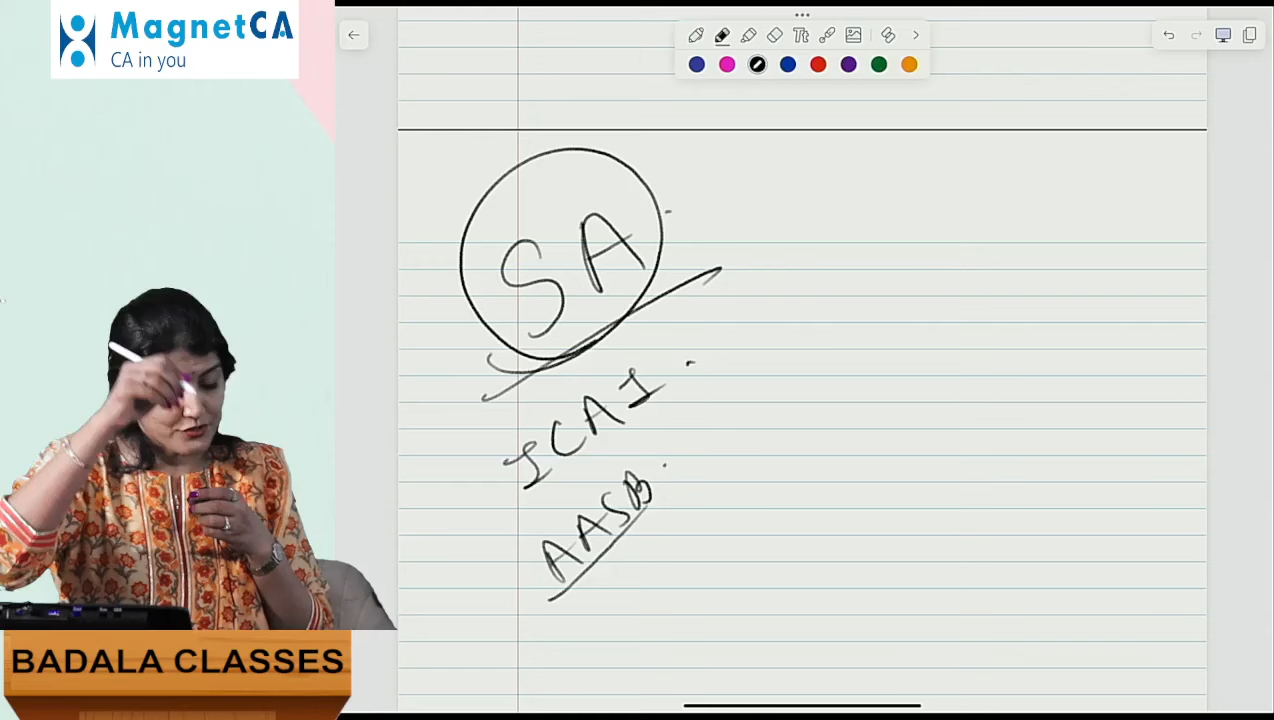 MagnetCA
CA in you
SA
ICAI
AASB
BADALA CLASSES